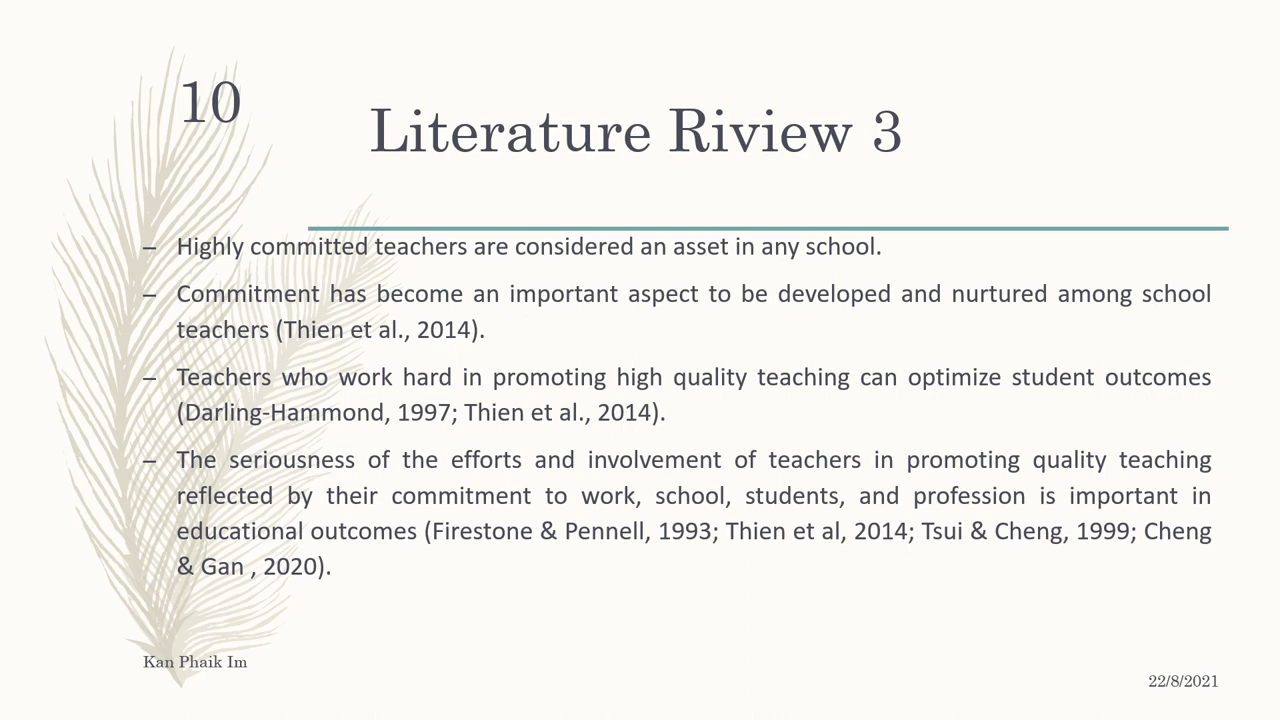 10
Literature Riview 3
– Highly committed teachers are considered an asset in any school.
– Commitment has become an important aspect to be developed and nurtured among school
teachers (Thien et al., 2014).
– Teachers who work hard in promoting high quality teaching can optimize student outcomes
(Darling-Hammond, 1997; Thien et al., 2014).
– The seriousness of the efforts and involvement of teachers in promoting quality teaching
reflected by their commitment to work, school, students, and profession is important in
educational outcomes (Firestone & Pennell, 1993; Thien et al, 2014; Tsui & Cheng, 1999; Cheng
& Gan , 2020).
Kan Phaik Im
22/8/2021